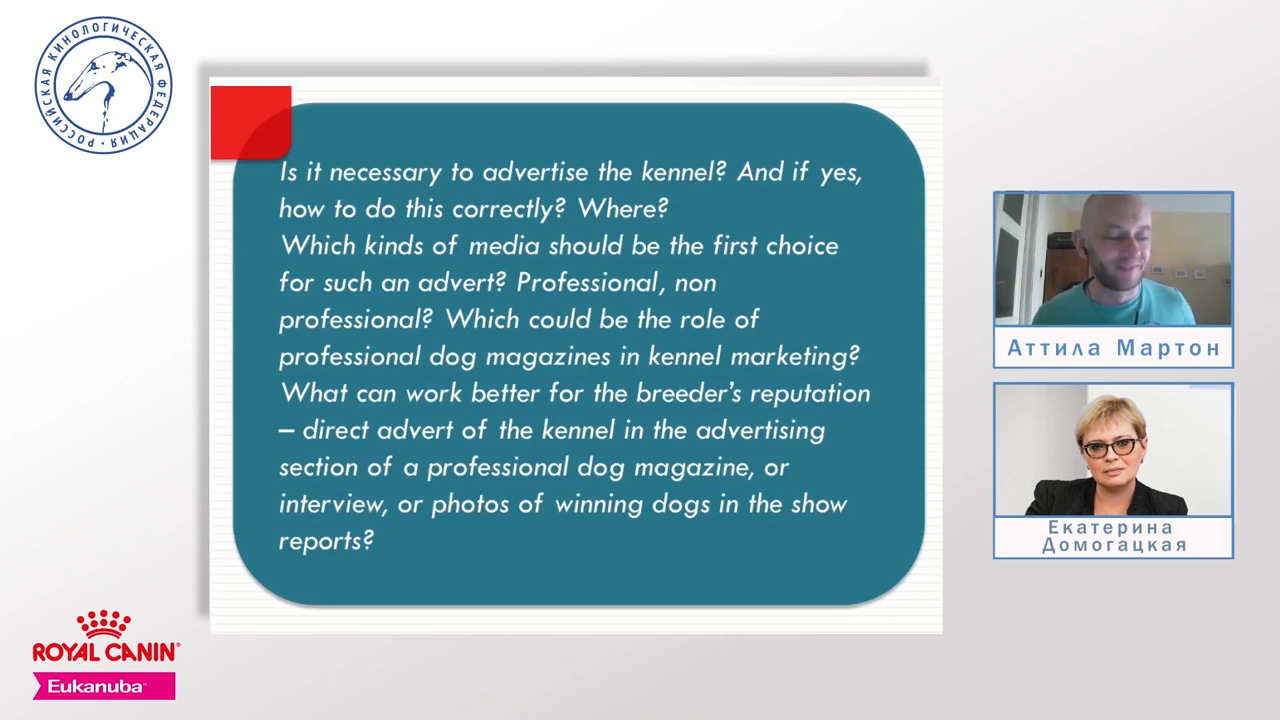 РОССИЙСКАЯ КИНОЛОГИЧЕСКАЯ ФЕДЕРАЦИЯ
Is it necessary to advertise the kennel? And if yes,
how to do this correctly? Where?
Which kinds of media should be the first choice
for such an advert? Professional, non
professional? Which could be the role of
professional dog magazines in kennel marketing?
What can work better for the breeder’s reputation
– direct advert of the kennel in the advertising
section of a professional dog magazine, or
interview, or photos of winning dogs in the show
reports?
Аттила Мартон
Екатерина
Домогацкая
ROYAL CANIN
Eukanuba